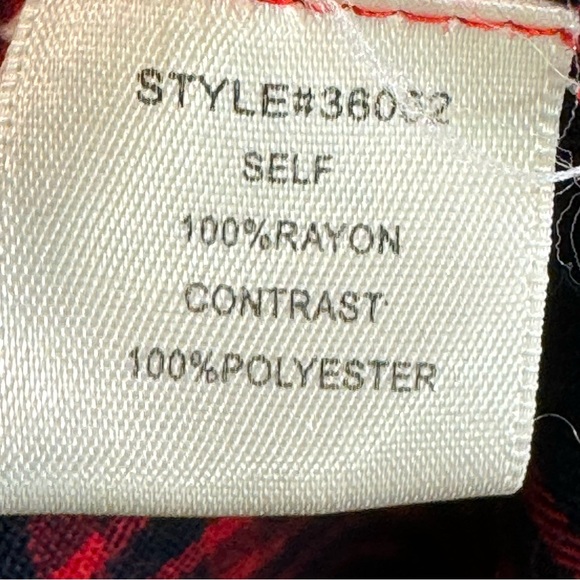 STYLE#36032
SELF
100%RAYON
CONTRAST
100%POLYESTER